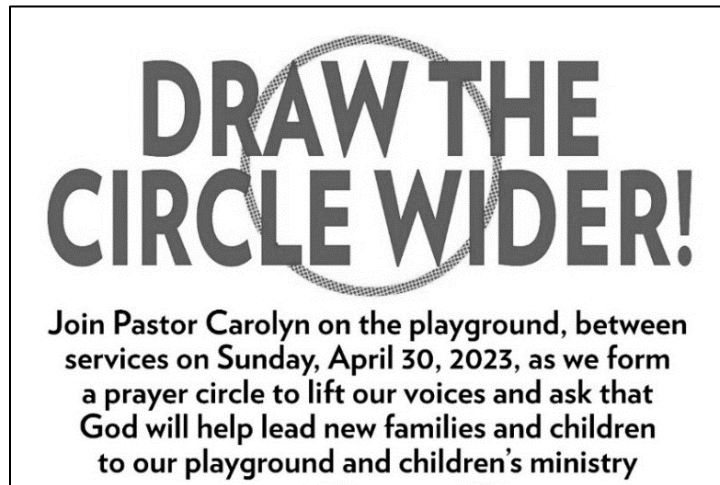 DRAW THE
CIRCLE WIDER!
Join Pastor Carolyn on the playground, between
services on Sunday, April 30, 2023, as we form
a prayer circle to lift our voices and ask that
God will help lead new families and children
to our playground and children's ministry